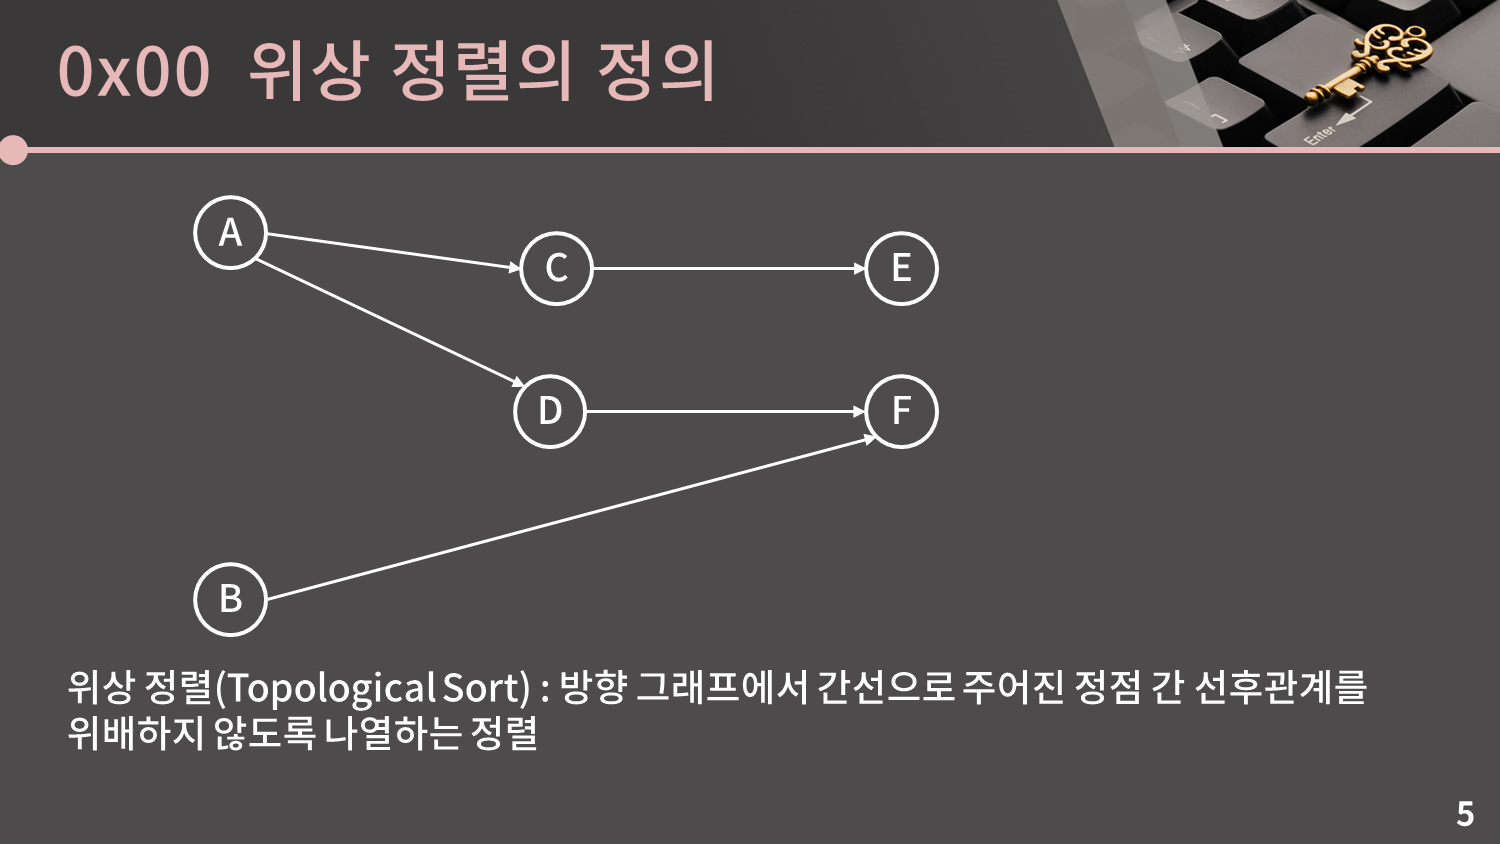 0x00 위상 정렬의 정의
Enter
A
C
E
D
F
B
위상 정렬(Topological Sort) : 방향 그래프에서 간선으로 주어진 정점 간 선후관계를
위배하지 않도록 나열하는 정렬
5